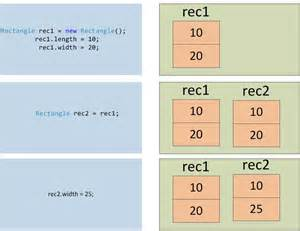 Rectangle rec1 = new Rectangle();
rec1.length = 10;
rec1.width = 20;
rec1
10
20
Rectangle rec2 = rec1;
rec1
rec2
10
10
20
20
rec2.width = 25;
rec1
rec2
10
10
20
25